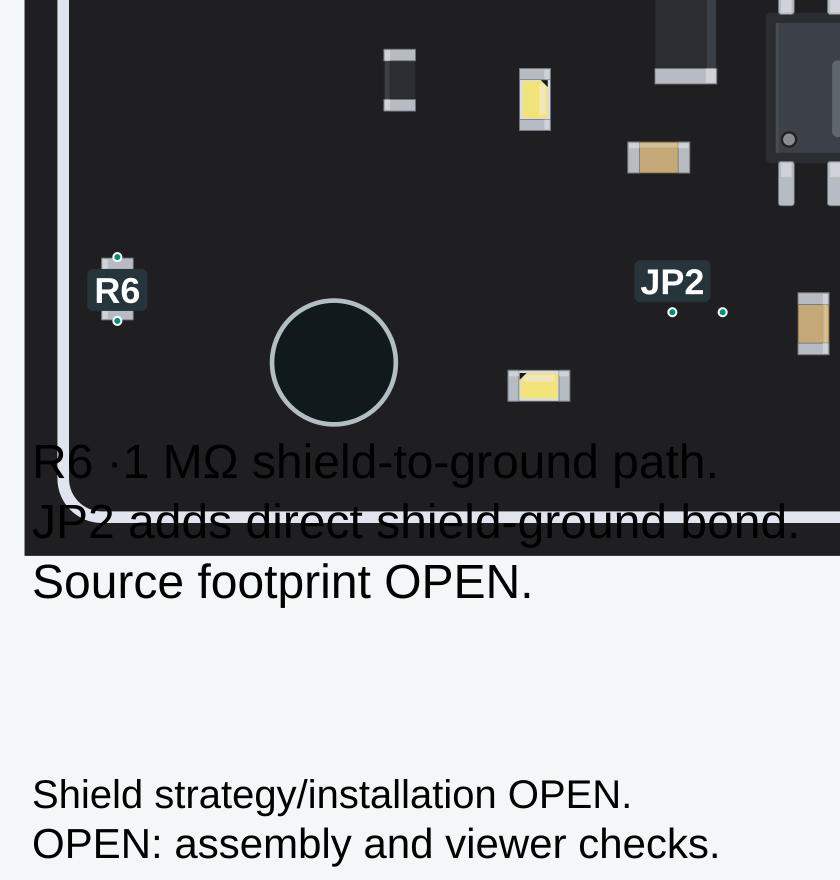 R6
JP2
R6 ·1 MΩ shield-to-ground path.
JP2 adds direct shield-ground bond.
Source footprint OPEN.
Shield strategy/installation OPEN.
OPEN: assembly and viewer checks.